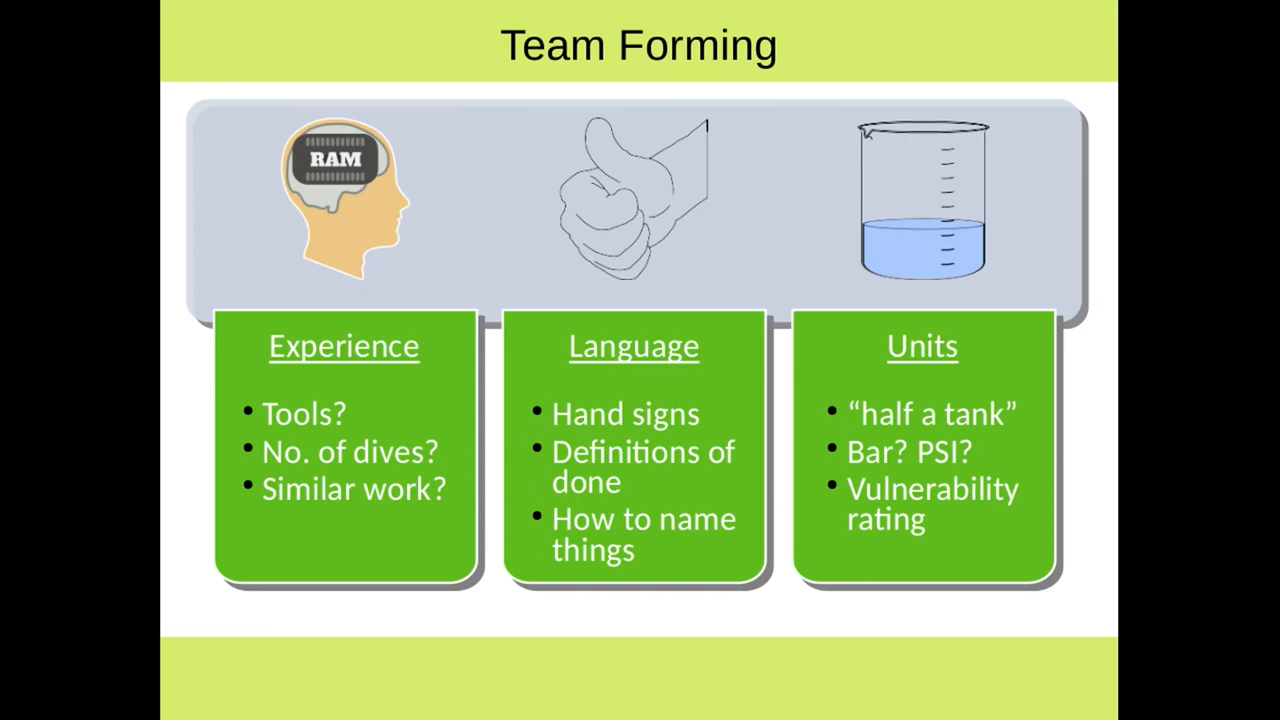 Team Forming
RAM
Experience
• Tools?
• No. of dives?
• Similar work?
Language
• Hand signs
• Definitions of
done
• How to name
things
Units
• “half a tank”
• Bar? PSI?
• Vulnerability
rating